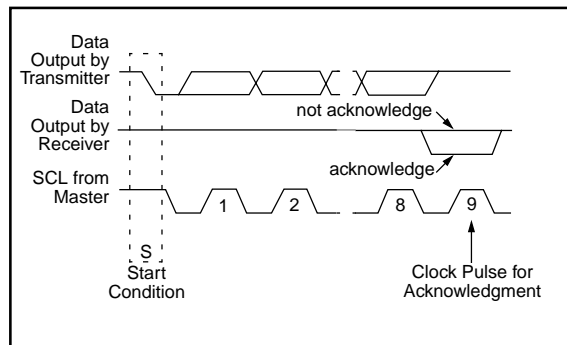 Data
Output by
Transmitter
Data
Output by
Receiver
not acknowledge
acknowledge
SCL from
Master
1
2
8
9
S
Start
Condition
Clock Pulse for
Acknowledgment